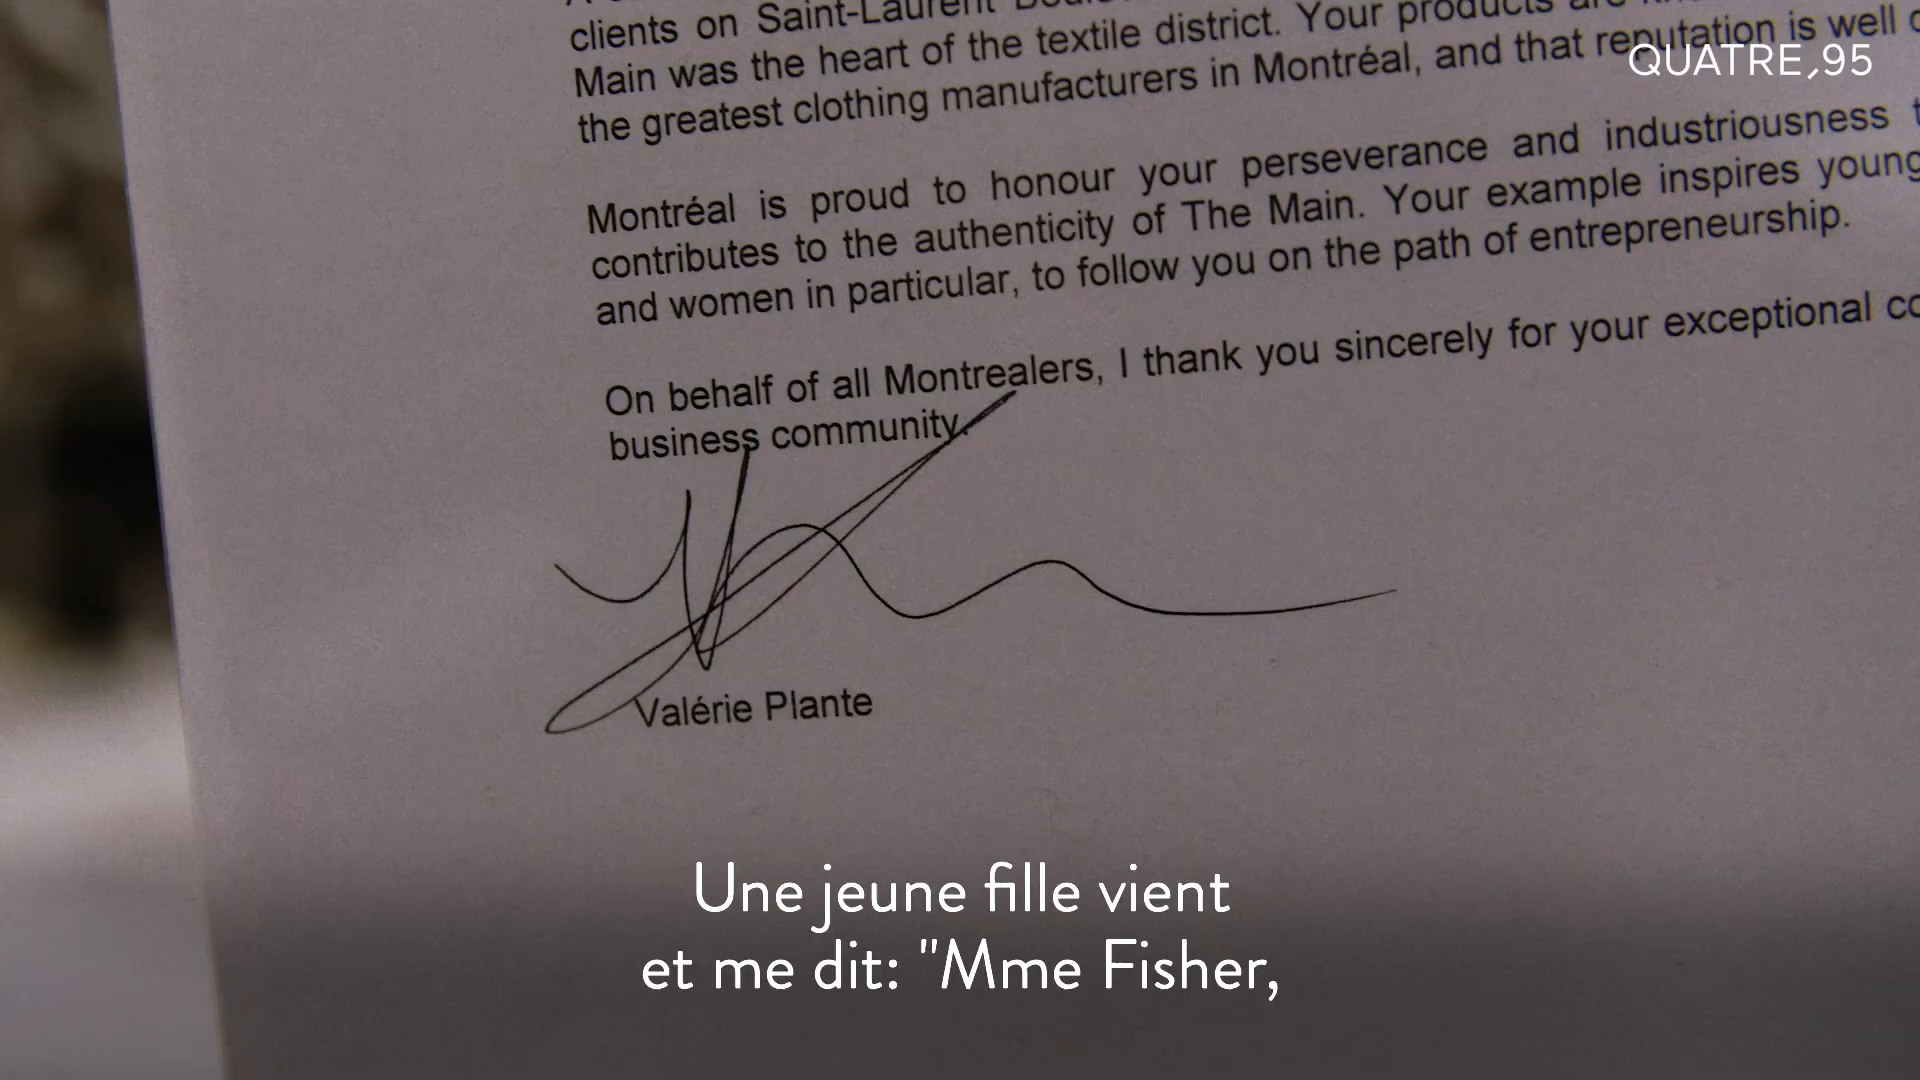 clients on Saint-Laurent
Main was the heart of the textile district. Your products are
the greatest clothing manufacturers in Montréal, and that reputation is well
QUATRE,95
Montréal is proud to honour your perseverance and industriousness
contributes to the authenticity of The Main. Your example inspires young
and women in particular, to follow you on the path of entrepreneurship.
On behalf of all Montrealers, I thank you sincerely for your exceptional
business community.
Valérie Plante
Une jeune fille vient
et me dit: "Mme Fisher,